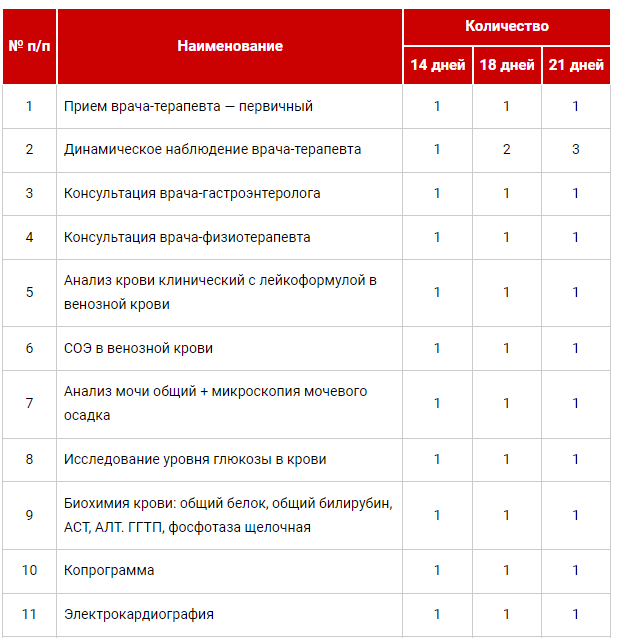 № п/п Наименование Количество
14 дней 18 дней 21 дней
1 Прием врача-терапевта — первичный 1 1 1
2 Динамическое наблюдение врача-терапевта 1 2 3
3 Консультация врача-гастроэнтеролога 1 1 1
4 Консультация врача-физиотерапевта 1 1 1
5 Анализ крови клинический с лейкоформулой в
венозной крови 1 1 1
6 СОЭ в венозной крови 1 1 1
7 Анализ мочи общий + микроскопия мочевого
осадка 1 1 1
8 Исследование уровня глюкозы в крови 1 1 1
9 Биохимия крови: общий белок, общий билирубин,
АСТ, АЛТ. ГГТП, фосфотаза щелочная 1 1 1
10 Копрограмма 1 1 1
11 Электрокардиография 1 1 1